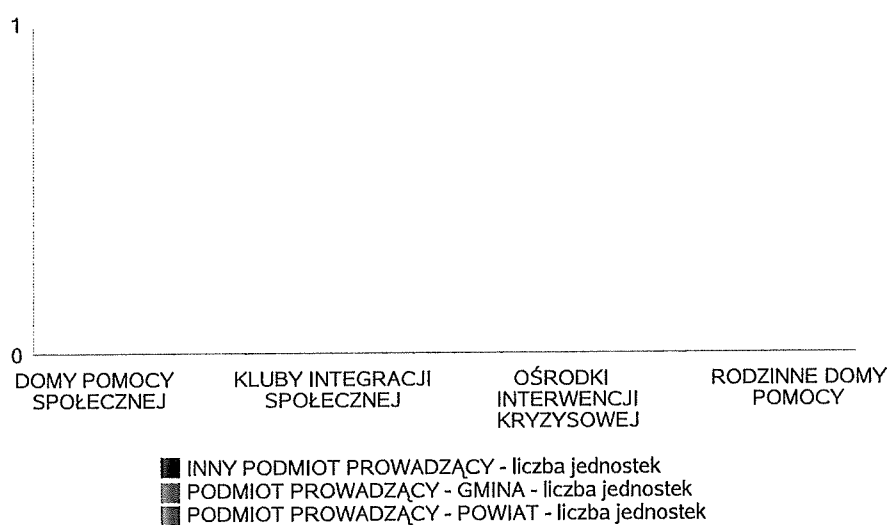 1
0
DOMY POMOCY
SPOŁECZNEJ
KLUBY INTEGRACJI
SPOŁECZNEJ
OŚRODKI
INTERWENCJI
KRYZYSOWEJ
RODZINNE DOMY
POMOCY
INNY PODMIOT PROWADZĄCY - liczba jednostek
PODMIOT PROWADZĄCY - GMINA - liczba jednostek
PODMIOT PROWADZĄCY - POWIAT - liczba jednostek